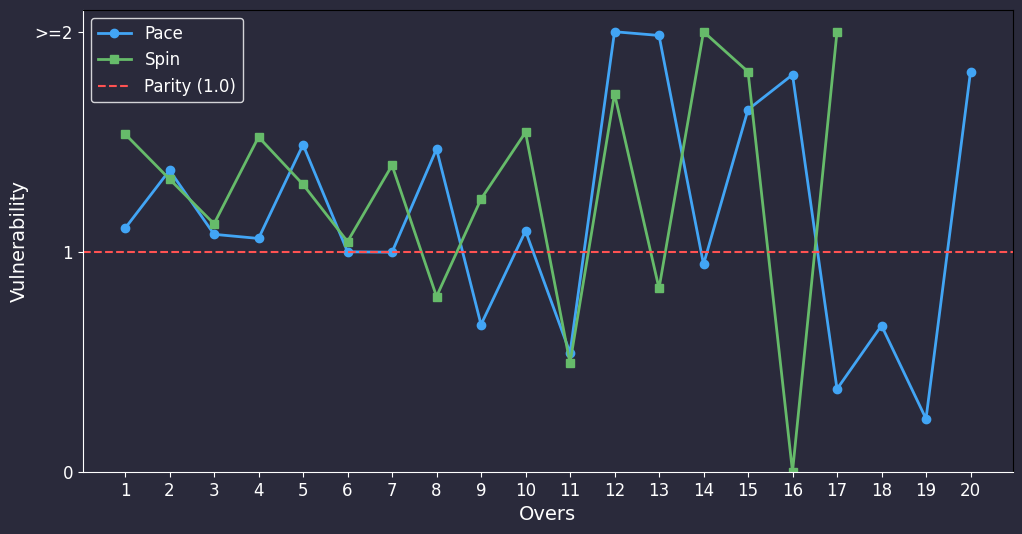 >=2
1
0
Vulnerability
Pace
Spin
Parity (1.0)
1 2 3 4 5 6 7 8 9 10 11 12 13 14 15 16 17 18 19 20
Overs